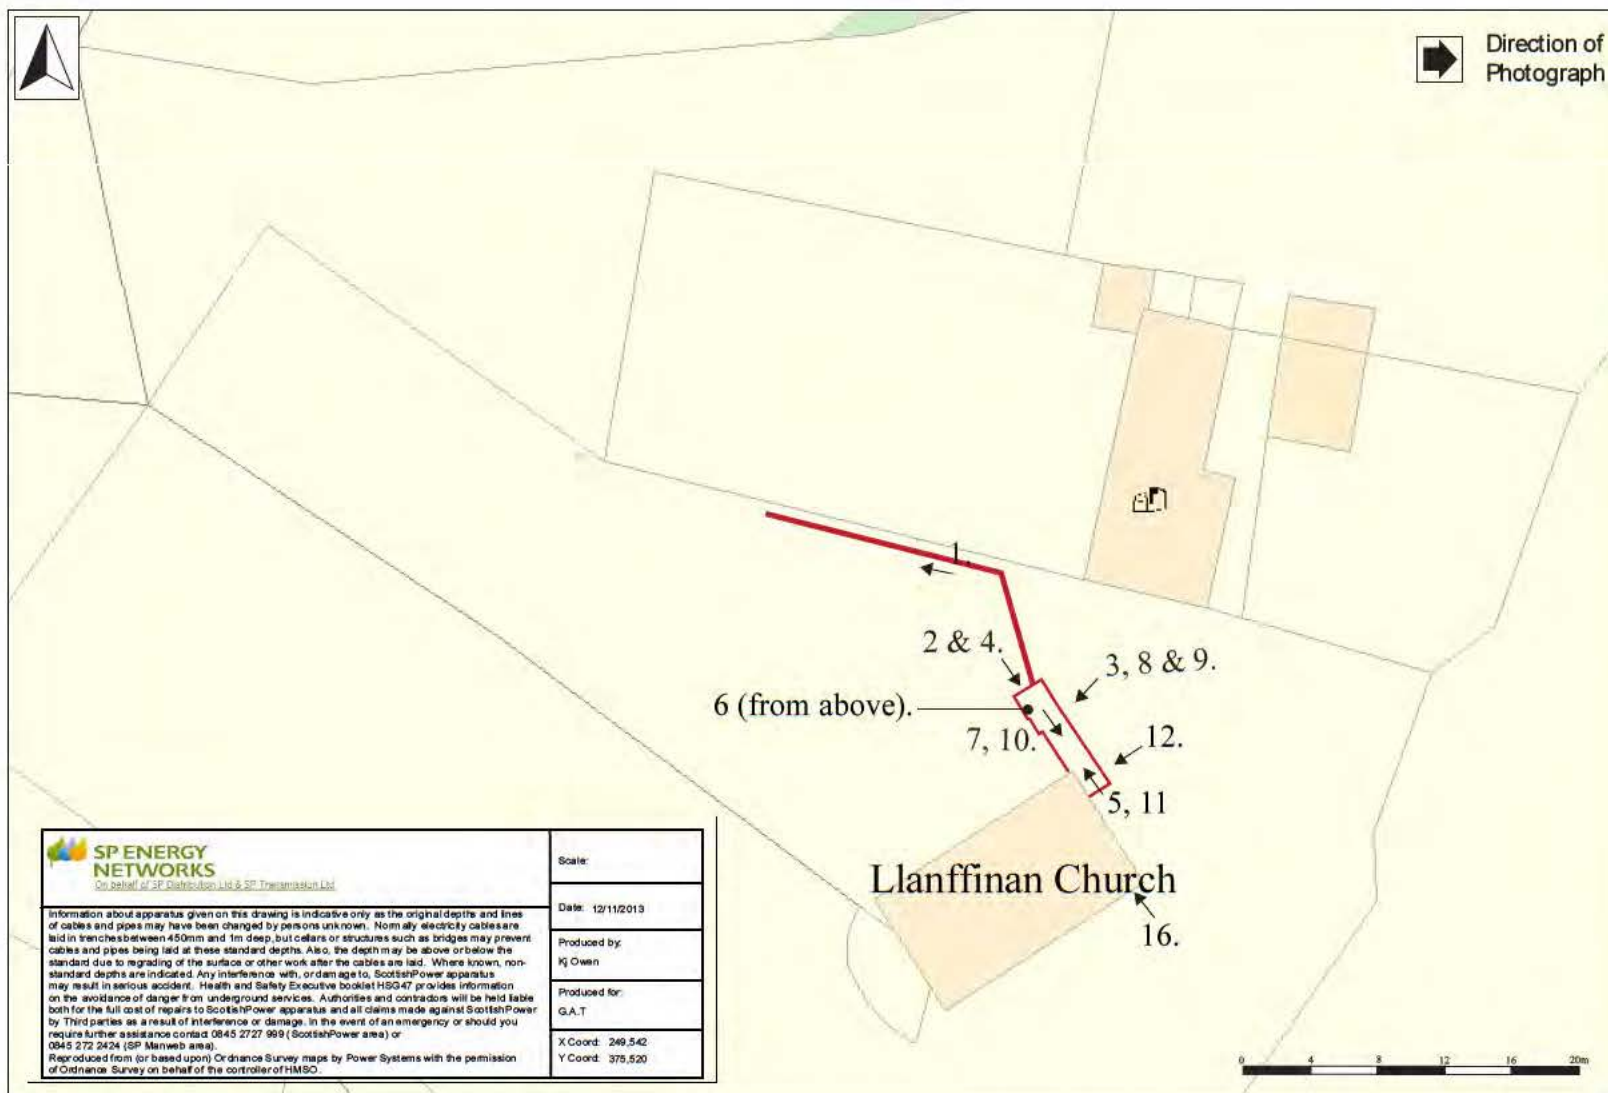 Direction of
Photograph
1.
2 & 4.
3, 8 & 9.
6 (from above).
7, 10.
12.
5, 11
Llanffinan Church
16.
SP ENERGY
NETWORKS
On behalf of SP Distribution Ltd & SP Transmission Ltd
Information about apparatus given on this drawing is indicative only as the original depths and lines
of cables and pipes may have been changed by persons unknown. Normally electricity cables are
laid in trenches between 450mm and 1m deep, but cellars or structures such as bridges may prevent
cables and pipes being laid at these standard depths. Also, the depth may be above or below the
standard due to regrading of the surface or other work after the cables are laid. Where known, non-
standard depths are indicated. Any interference with, or damage to, ScottishPower apparatus
may result in serious accident. Health and Safety Executive booklet HSG47 provides information
on the avoidance of danger from underground services. Authorities and contractors will be held liable
both for the full cost of repairs to ScottishPower apparatus and all claims made against ScottishPower
by Third parties as a result of interference or damage. In the event of an emergency or should you
require further assistance contact 0845 2727 999 (ScottishPower area) or
0845 272 2424 (SP Manweb area).
Reproduced from (or based upon) Ordnance Survey maps by Power Systems with the permission
of Ordnance Survey on behalf of the controller of HMSO.
Scale:
Date: 12/11/2013
Produced by:
KJ Owen
Produced for:
G.A.T
X Coord: 249,542
Y Coord: 375,520
0 4 8 12 16 20m